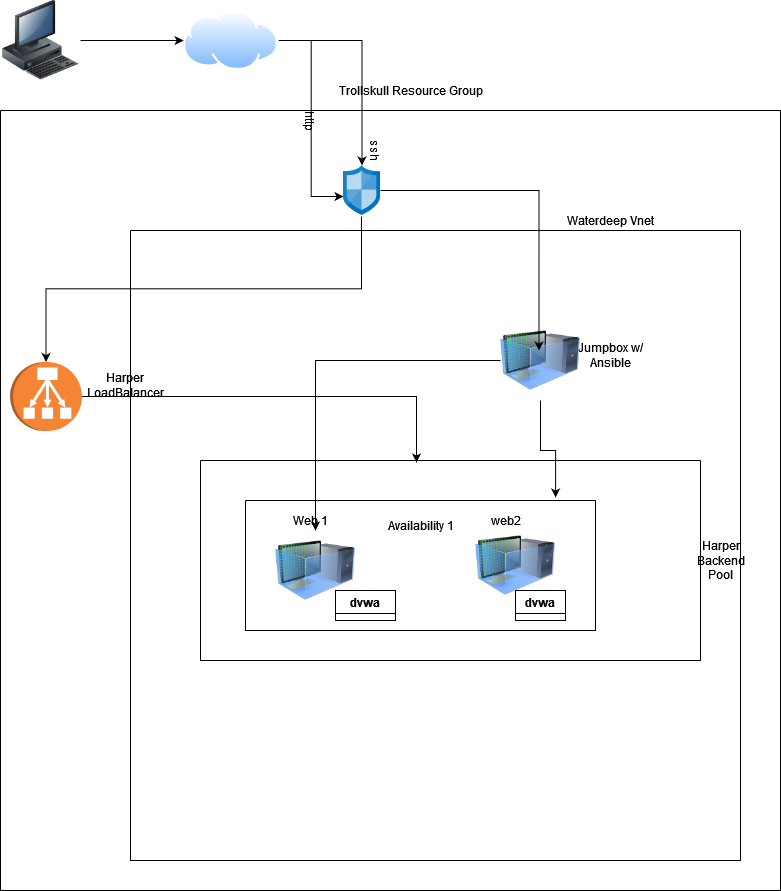 Trollskull Resource Group
http
ssh
Waterdeep Vnet
Jumpbox w/
Ansible
Harper
LoadBalancer
Web 1
Availability 1
web2
Harper
Backend
Pool
dvwa
dvwa